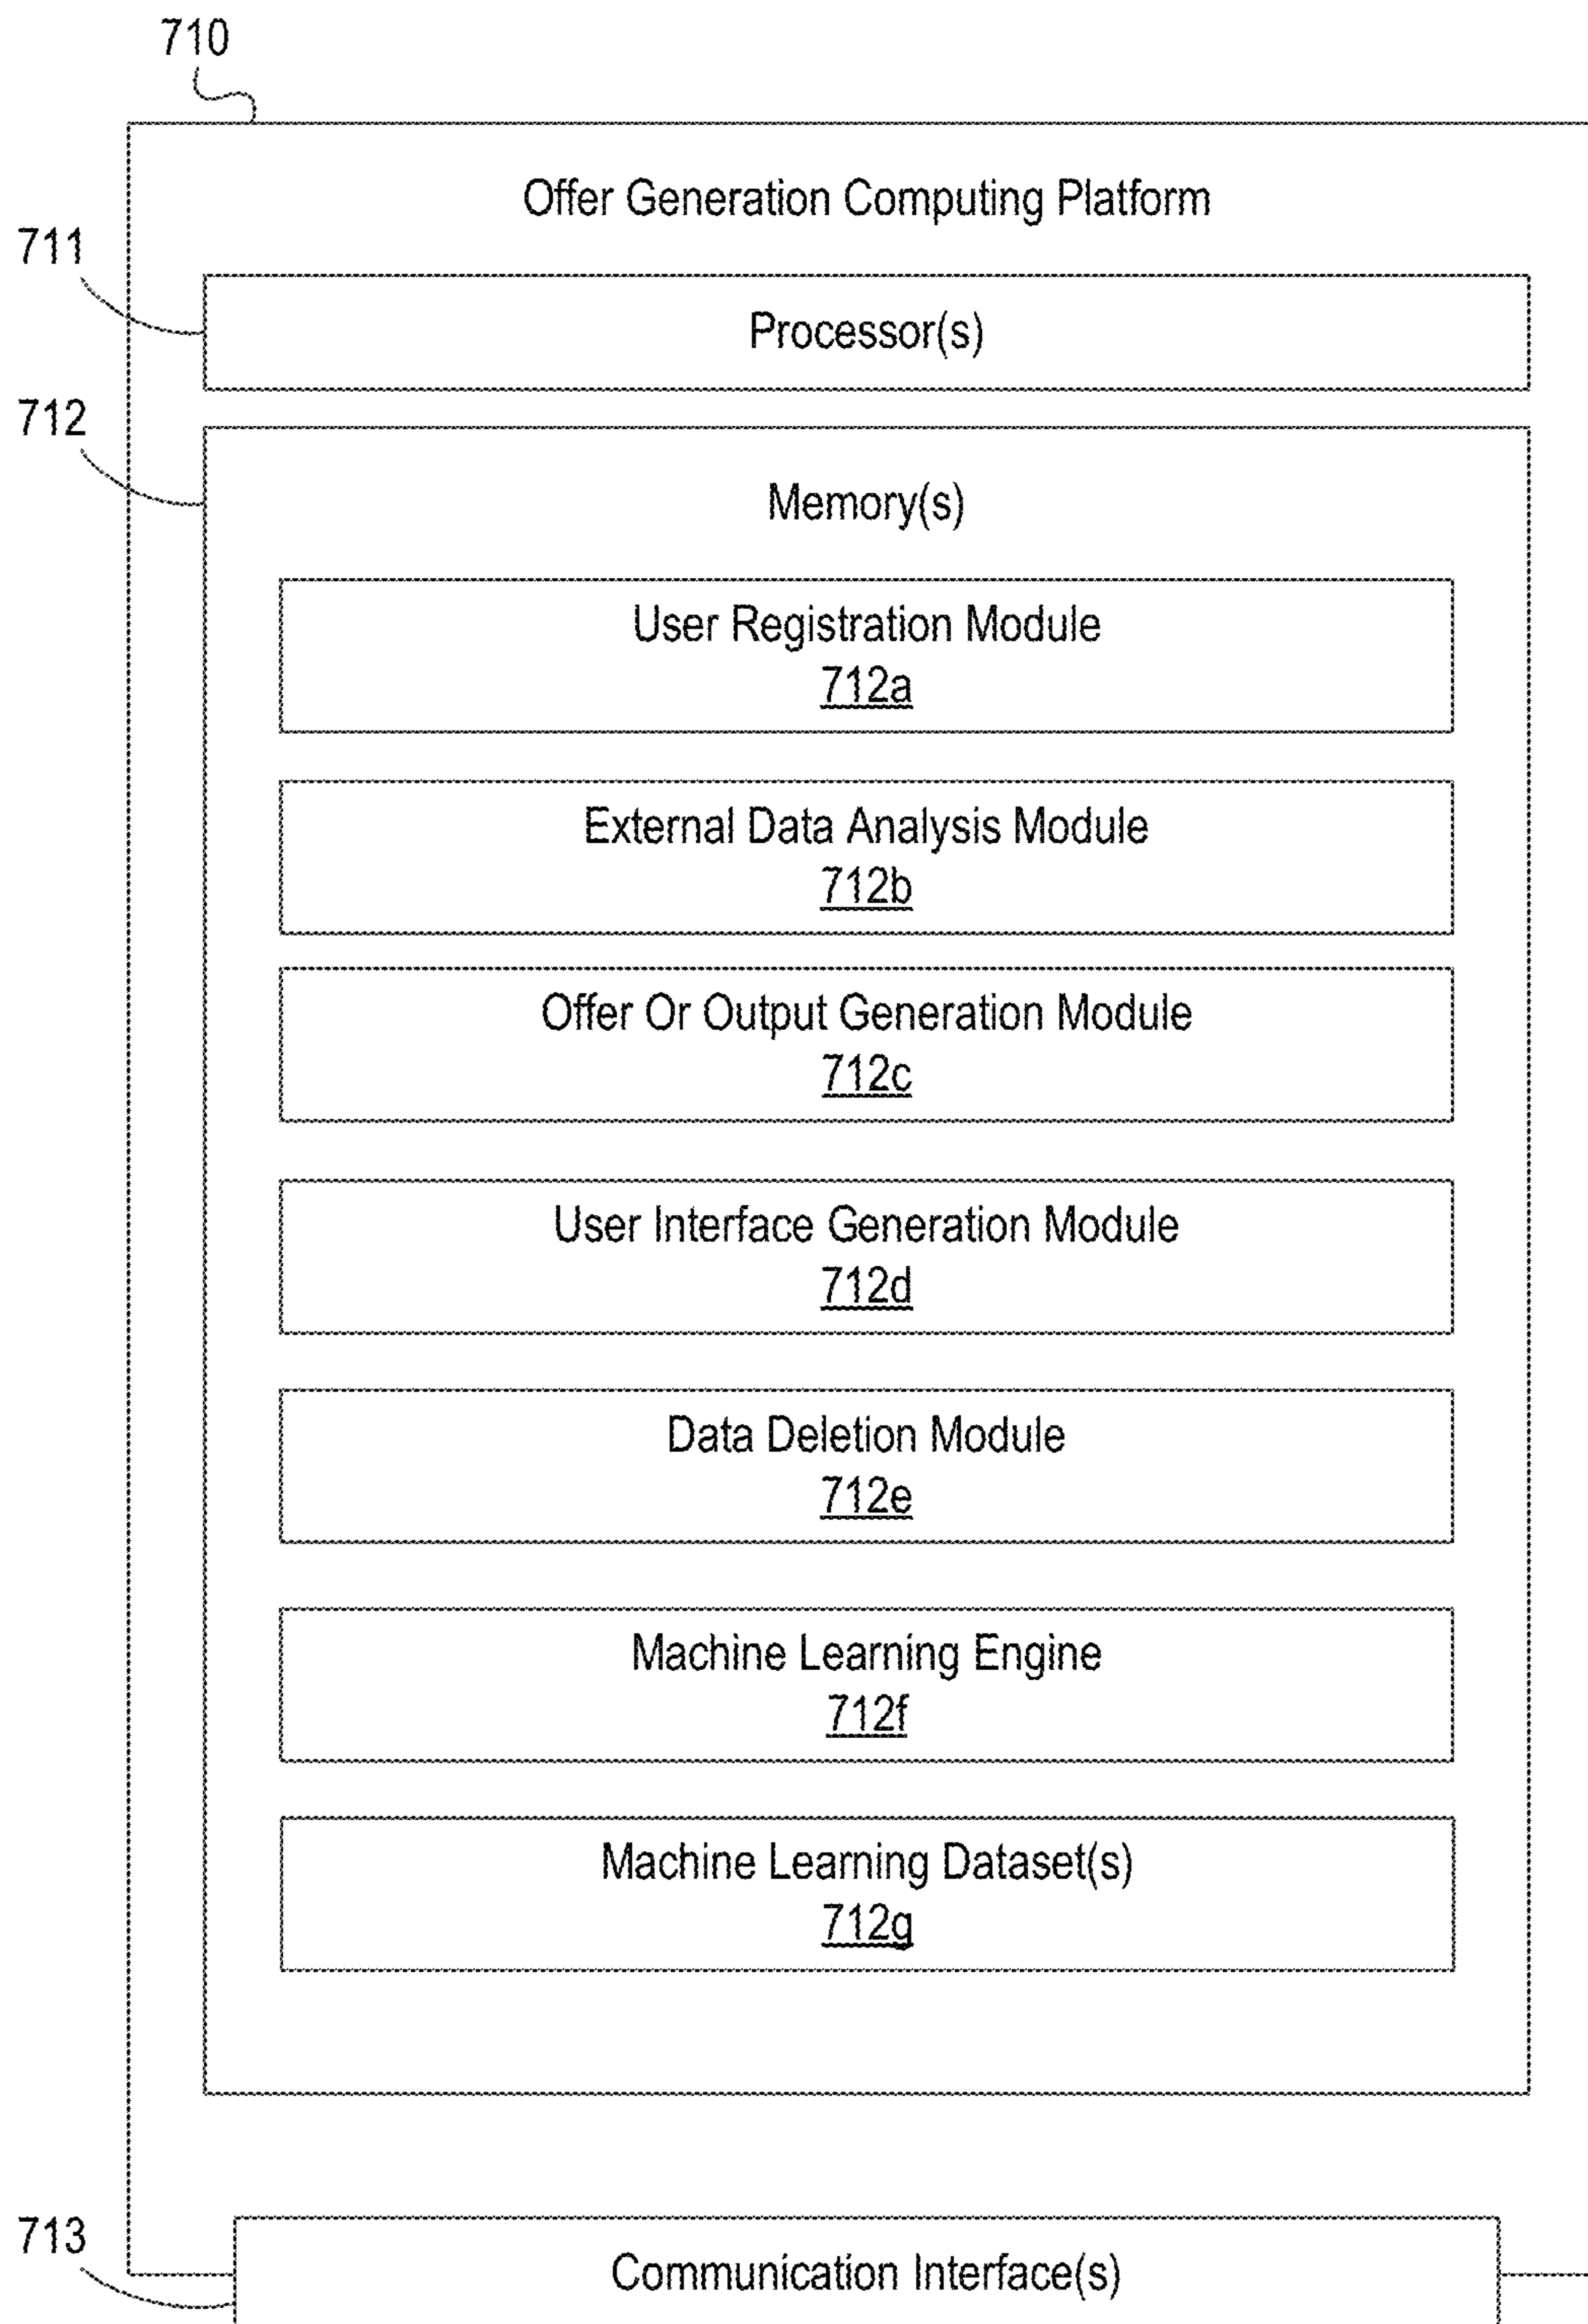 710
Offer Generation Computing Platform
711
Processor(s)
712
Memory(s)
User Registration Module
712a
External Data Analysis Module
712b
Offer Or Output Generation Module
712c
User Interface Generation Module
712d
Data Deletion Module
712e
Machine Learning Engine
712f
Machine Learning Dataset(s)
712g
713
Communication Interface(s)